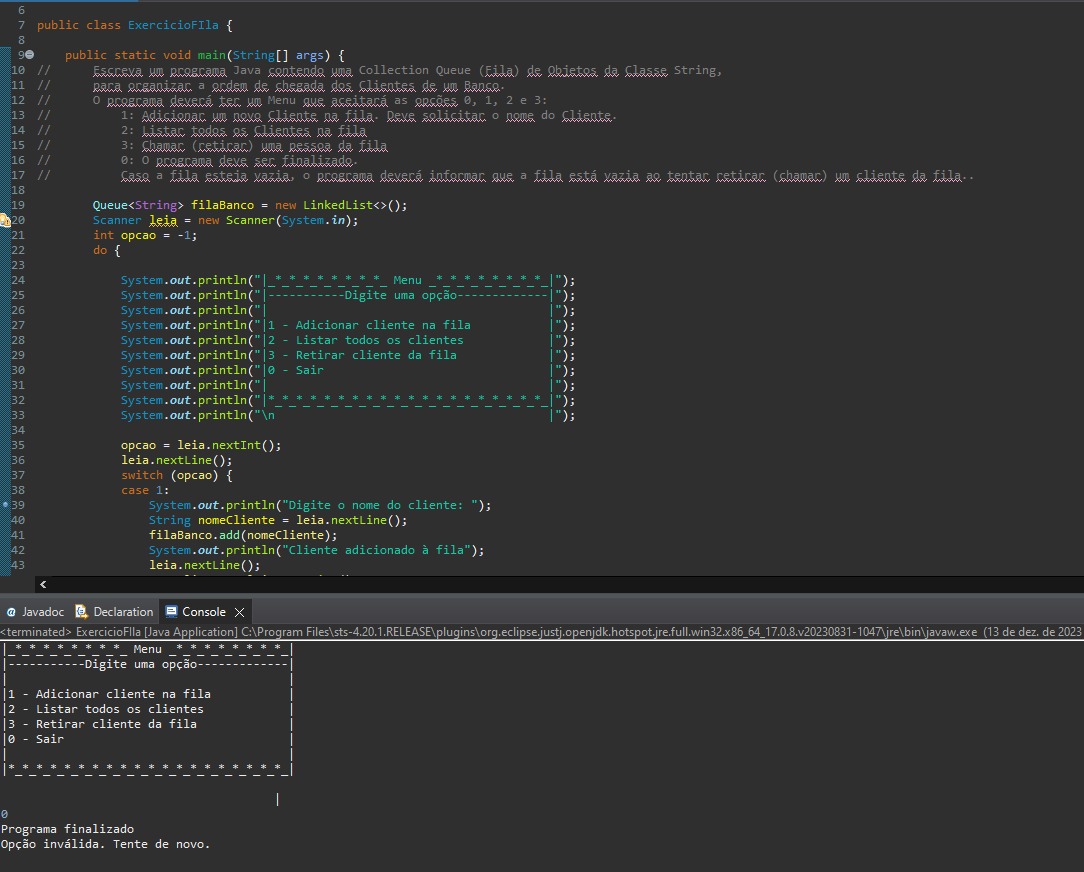 6
7 public class ExercicioFIla {
8
9 public static void main(String[] args) {
10 // Escreva um programa Java contendo uma Collection Queue (Fila) de Objetos da Classe String,
11 // para organizar a ordem de chegada dos Clientes de um Banco.
12 // O programa deverá ter um Menu que aceitará as opções 0, 1, 2 e 3:
13 // 1: Adicionar um novo Cliente na fila. Deve solicitar o nome do Cliente.
14 // 2: Listar todos os Clientes na fila
15 // 3: Chamar (retirar) uma pessoa da fila
16 // 0: O programa deve ser finalizado.
17 // Caso a fila esteja vazia, o programa deverá informar que a fila está vazia ao tentar retirar (chamar) um cliente da fila..
18
19 Queue<String> filaBanco = new LinkedList<>();
20 Scanner leia = new Scanner(System.in);
21 int opcao = -1;
22 do {
23
24 System.out.println("|_*_*_*_*_*_*_*_*_ Menu _*_*_*_*_*_*_*_*_|");
25 System.out.println("|-----------Digite uma opção-------------|");
26 System.out.println("|                                        |");
27 System.out.println("|1 - Adicionar cliente na fila           |");
28 System.out.println("|2 - Listar todos os clientes            |");
29 System.out.println("|3 - Retirar cliente da fila             |");
30 System.out.println("|0 - Sair                                |");
31 System.out.println("|                                        |");
32 System.out.println("|*_*_*_*_*_*_*_*_*_*_*_*_*_*_*_*_*_*_*_*_|");
33 System.out.println("\n                                       |");
34
35 opcao = leia.nextInt();
36 leia.nextLine();
37 switch (opcao) {
38 case 1:
39 System.out.println("Digite o nome do cliente: ");
40 String nomeCliente = leia.nextLine();
41 filaBanco.add(nomeCliente);
42 System.out.println("Cliente adicionado à fila");
43 leia.nextLine();
<
@ Javadoc Declaration Console
<terminated> ExercicioFIla [Java Application] C:\Program Files\sts-4.20.1.RELEASE\plugins\org.eclipse.justj.openjdk.hotspot.jre.full.win32.x86_64_17.0.8.v20230831-1047\jre\bin\javaw.exe (13 de dez. de 2023
|_*_*_*_*_*_*_*_*_ Menu _*_*_*_*_*_*_*_*_|
|-----------Digite uma opção-------------|
|                                        |
|1 - Adicionar cliente na fila           |
|2 - Listar todos os clientes            |
|3 - Retirar cliente da fila             |
|0 - Sair                                |
|                                        |
|*_*_*_*_*_*_*_*_*_*_*_*_*_*_*_*_*_*_*_*_|
|
0
Programa finalizado
Opção inválida. Tente de novo.